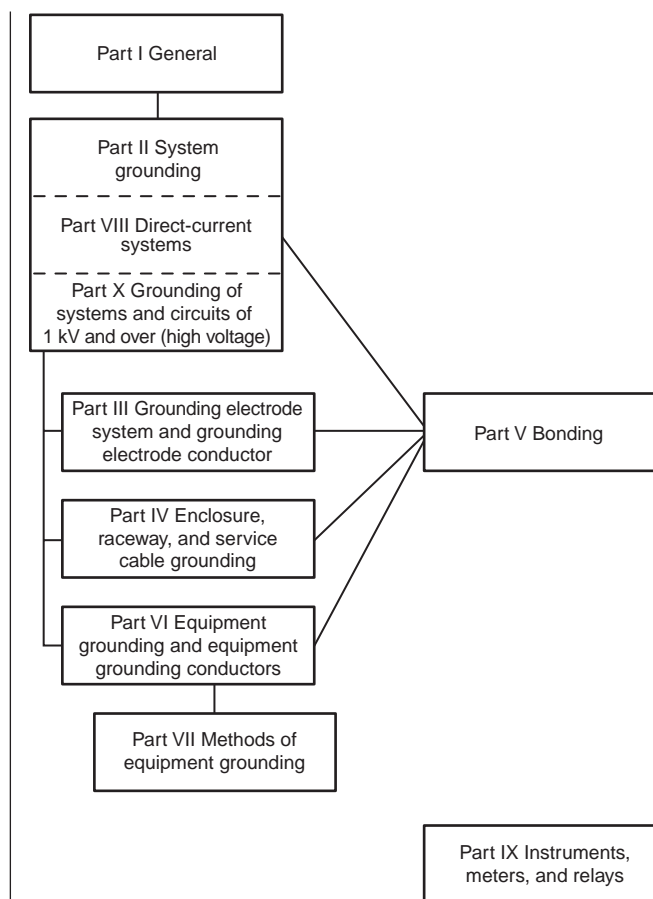 Part I General
Part II System
grounding
Part VIII Direct-current
systems
Part X Grounding of
systems and circuits of
1 kV and over (high voltage)
Part III Grounding electrode
system and grounding
electrode conductor
Part V Bonding
Part IV Enclosure,
raceway, and service
cable grounding
Part VI Equipment
grounding and equipment
grounding conductors
Part VII Methods of
equipment grounding
Part IX Instruments,
meters, and relays